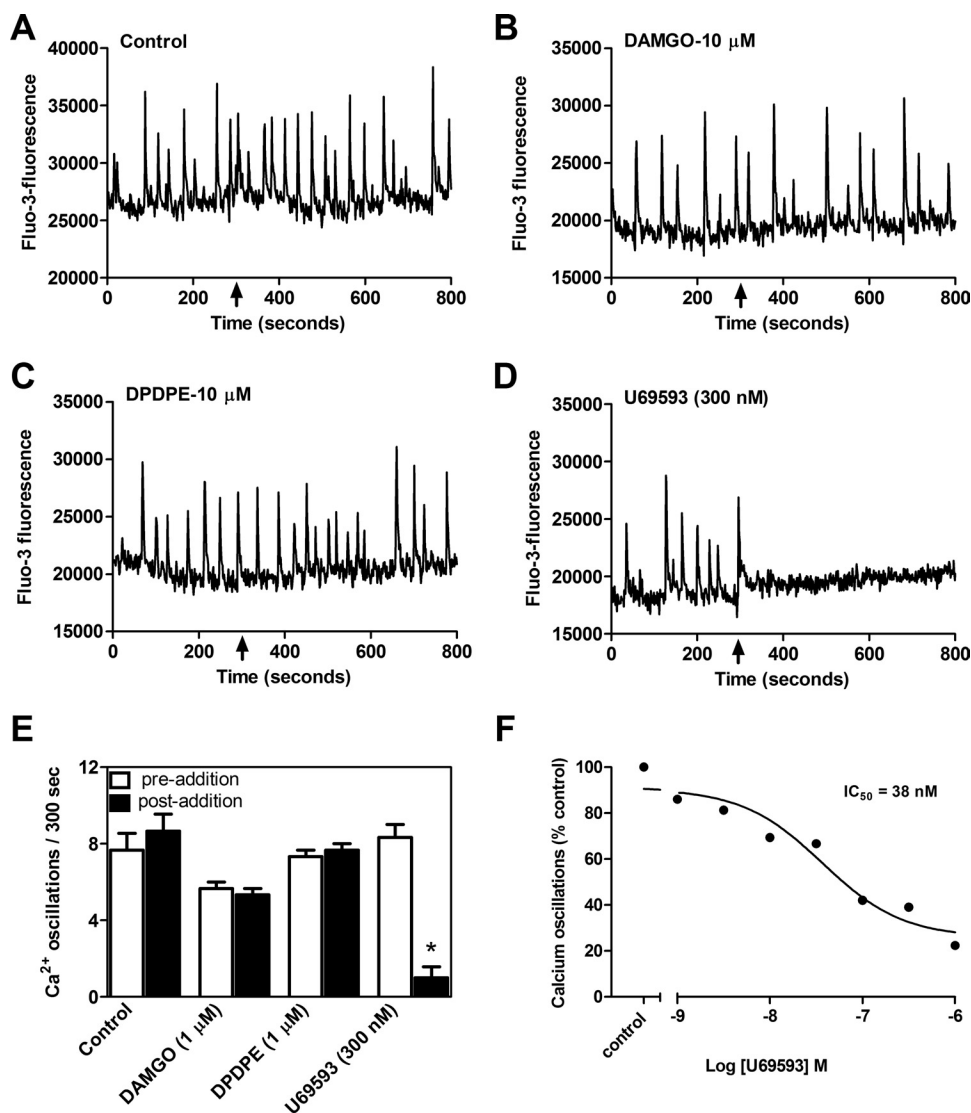 A
Control
Fluo-3-fluorescence
40000
35000
30000
25000
20000
0 200 400 600 800
Time (seconds)
B
DAMGO-10 μM
Fluo-3 fluorescence
35000
30000
25000
20000
15000
0 200 400 600 800
Time (seconds)
C
DPDPE-10 μM
Fluo-3 fluorescence
35000
30000
25000
20000
15000
0 200 400 600 800
Time (seconds)
D
U69593 (300 nM)
Fluo-3-fluorescence
35000
30000
25000
20000
15000
0 200 400 600 800
Time (seconds)
E
Ca²⁺ oscillations / 300 sec
12
8
4
0
pre-addition
post-addition
*
Control
DAMGO (1 μM)
DPDPE (1 μM)
U69593 (300 nM)
F
Calcium oscillations (% control)
100
80
60
40
20
0
IC₅₀ = 38 nM
control -9 -8 -7 -6
Log [U69593] M